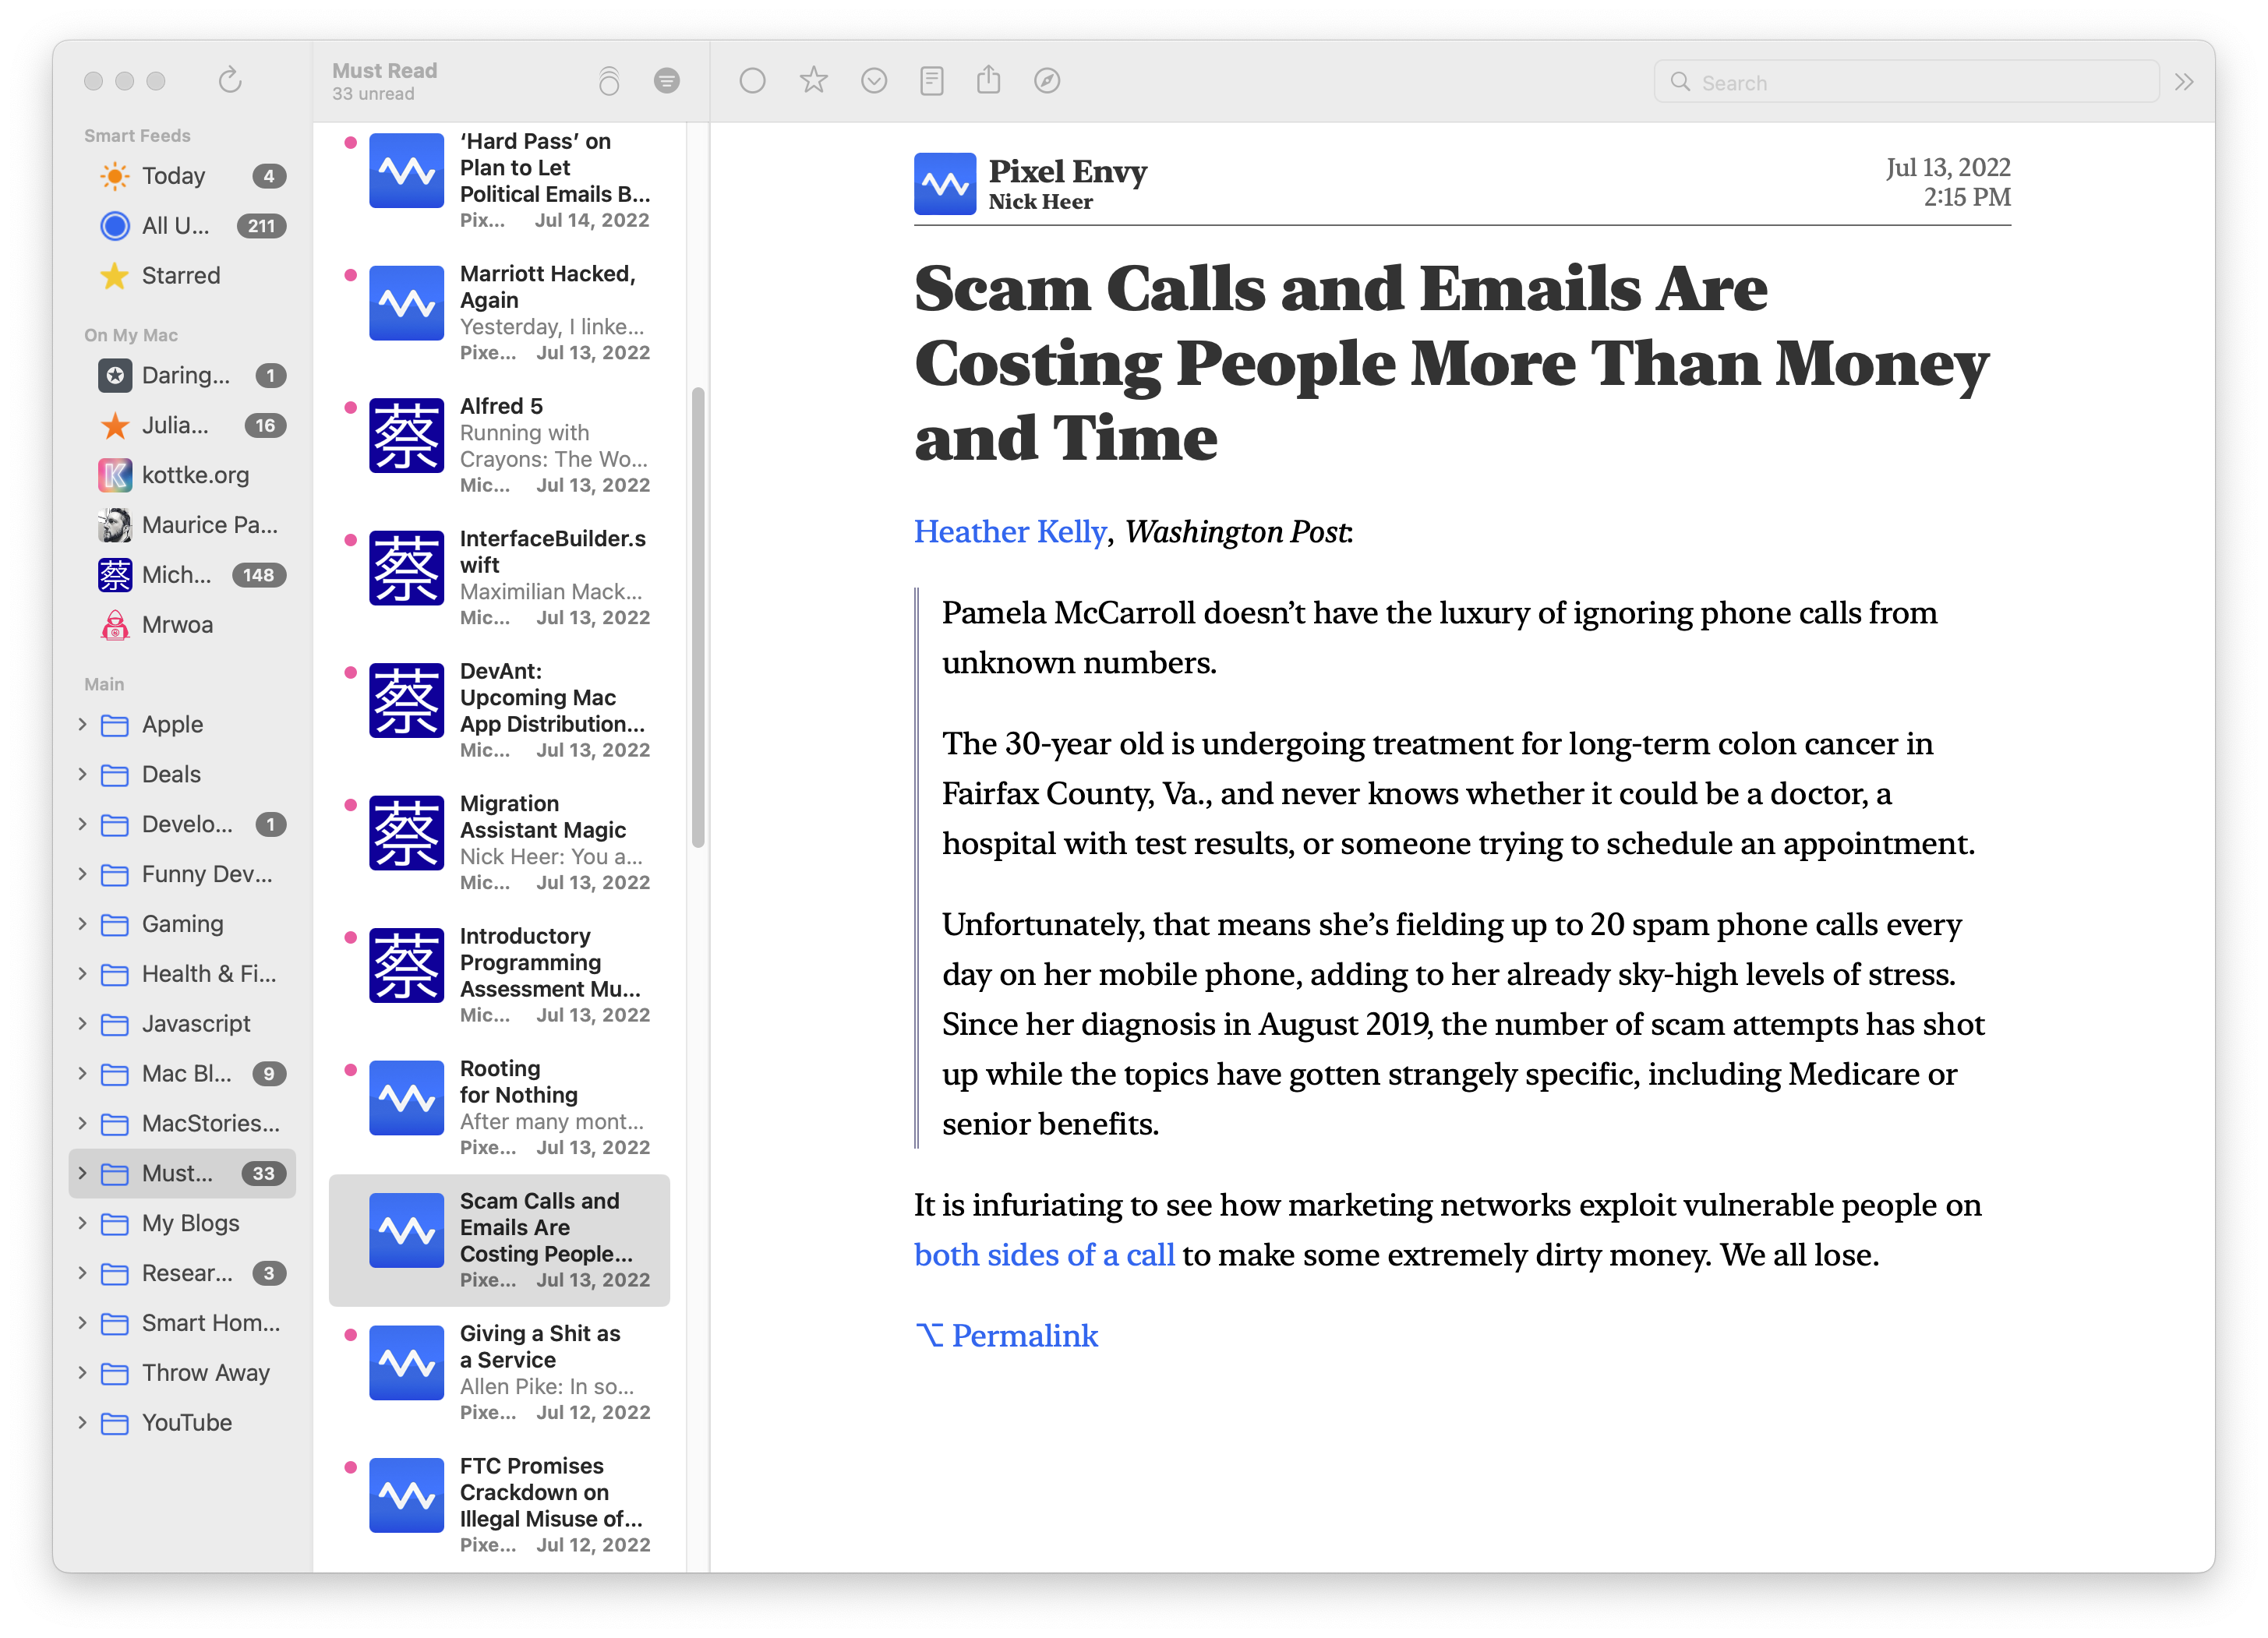 Must Read
33 unread
Search
Smart Feeds
Today 4
All U... 211
Starred
On My Mac
Daring... 1
Julia... 16
kottke.org
Maurice Pa...
Mich... 148
Mrwoa
Main
Apple
Deals
Develo... 1
Funny Dev...
Gaming
Health & Fi...
Javascript
Mac Bl... 9
MacStories...
Must... 33
My Blogs
Resear... 3
Smart Hom...
Throw Away
YouTube
‘Hard Pass’ on
Plan to Let
Political Emails B...
Pix... Jul 14, 2022
Marriott Hacked,
Again
Yesterday, I linke...
Pixe... Jul 13, 2022
蔡
Alfred 5
Running with
Crayons: The Wo...
Mic... Jul 13, 2022
蔡
InterfaceBuilder.s
wift
Maximilian Mack...
Mic... Jul 13, 2022
蔡
DevAnt:
Upcoming Mac
App Distribution...
Mic... Jul 13, 2022
蔡
Migration
Assistant Magic
Nick Heer: You a...
Mic... Jul 13, 2022
蔡
Introductory
Programming
Assessment Mu...
Mic... Jul 13, 2022
Rooting
for Nothing
After many mont...
Pixe... Jul 13, 2022
Scam Calls and
Emails Are
Costing People...
Pixe... Jul 13, 2022
Giving a Shit as
a Service
Allen Pike: In so...
Pixe... Jul 12, 2022
FTC Promises
Crackdown on
Illegal Misuse of...
Pixe... Jul 12, 2022
Pixel Envy
Nick Heer
Jul 13, 2022
2:15 PM
Scam Calls and Emails Are
Costing People More Than Money
and Time
Heather Kelly, Washington Post:
Pamela McCarroll doesn’t have the luxury of ignoring phone calls from
unknown numbers.
The 30-year old is undergoing treatment for long-term colon cancer in
Fairfax County, Va., and never knows whether it could be a doctor, a
hospital with test results, or someone trying to schedule an appointment.
Unfortunately, that means she’s fielding up to 20 spam phone calls every
day on her mobile phone, adding to her already sky-high levels of stress.
Since her diagnosis in August 2019, the number of scam attempts has shot
up while the topics have gotten strangely specific, including Medicare or
senior benefits.
It is infuriating to see how marketing networks exploit vulnerable people on
both sides of a call to make some extremely dirty money. We all lose.
⌥ Permalink